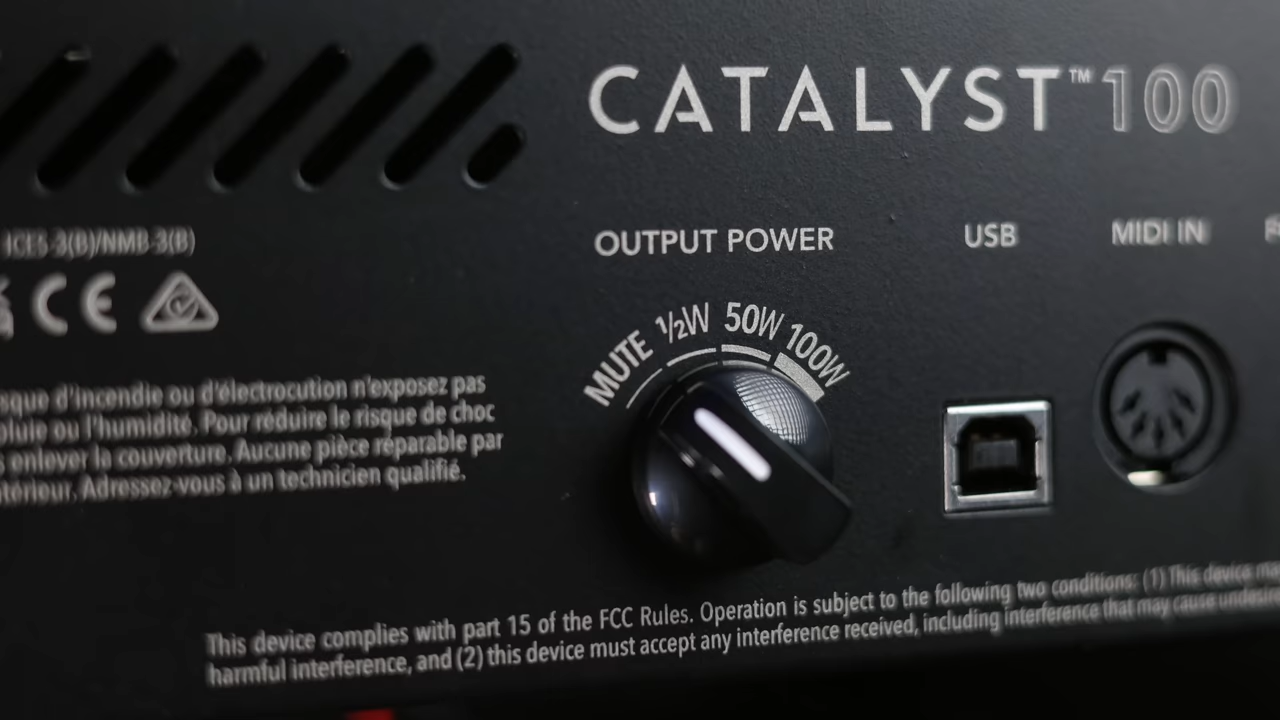 CATALYST™100
ICES-3(B)/NMB-3(B)
OUTPUT POWER
USB
MIDI IN
MUTE
½W
50W
100W
CE
d'incendie ou d'électrocution n'exposez pas
ou l'humidité. Pour réduire le risque de choc
enlever la couverture. Aucune pièce réparable par
Adressez-vous à un technicien qualifié.
This device complies with part 15 of the FCC Rules. Operation is subject to the following two conditions: (1) This device
harmful interference, and (2) this device must accept any interference received, including interference that may cause